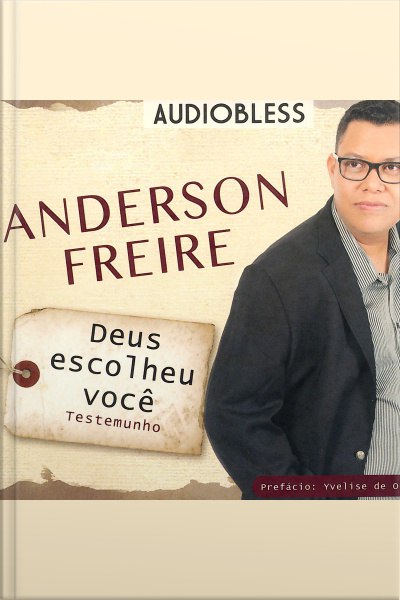 AUDIOBLESS
ANDERSON
FREIRE
Deus
escolheu
você
Testemunho
Prefácio: Yvelise de O